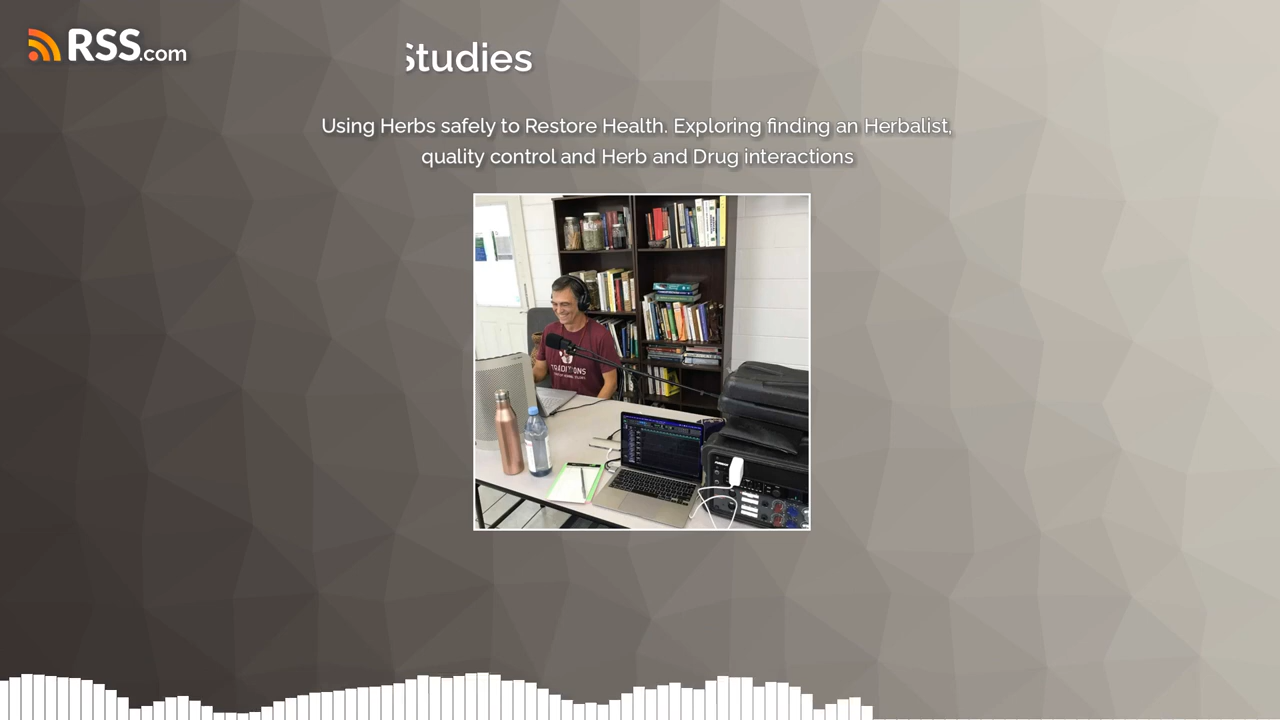 RSS.com
Studies
Using Herbs safely to Restore Health. Exploring finding an Herbalist,
quality control and Herb and Drug interactions
TRADITIONS